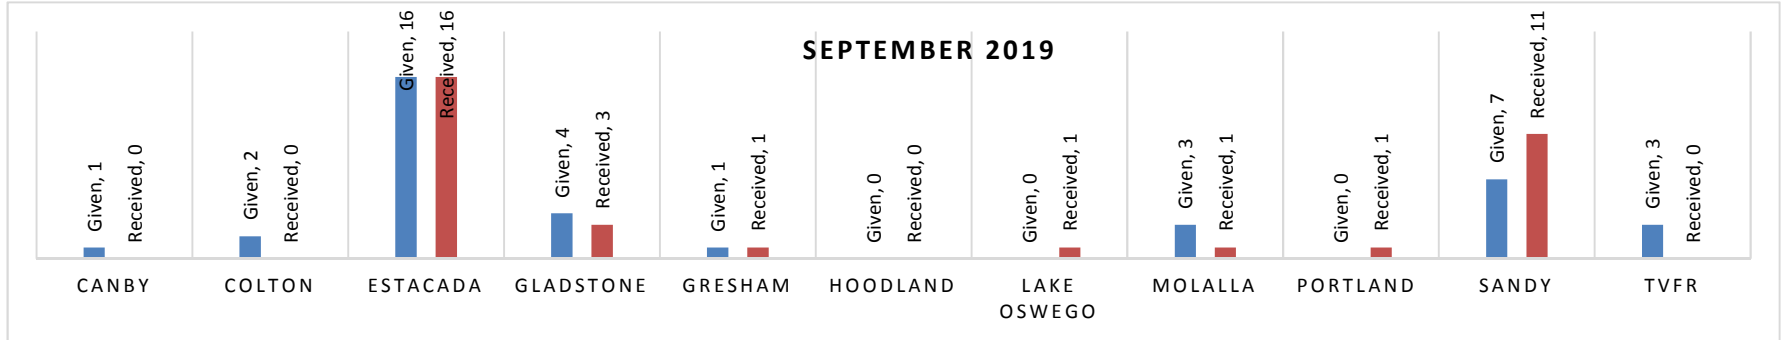 SEPTEMBER 2019
Given, 1
Received, 0
Given, 2
Received, 0
Given, 16
Received, 16
Given, 4
Received, 3
Given, 1
Received, 1
Given, 0
Received, 0
Given, 0
Received, 1
Given, 3
Received, 1
Given, 0
Received, 1
Given, 7
Received, 11
Given, 3
Received, 0
CANBY
COLTON
ESTACADA
GLADSTONE
GRESHAM
HOODLAND
LAKE
OSWEGO
MOLALLA
PORTLAND
SANDY
TVFR